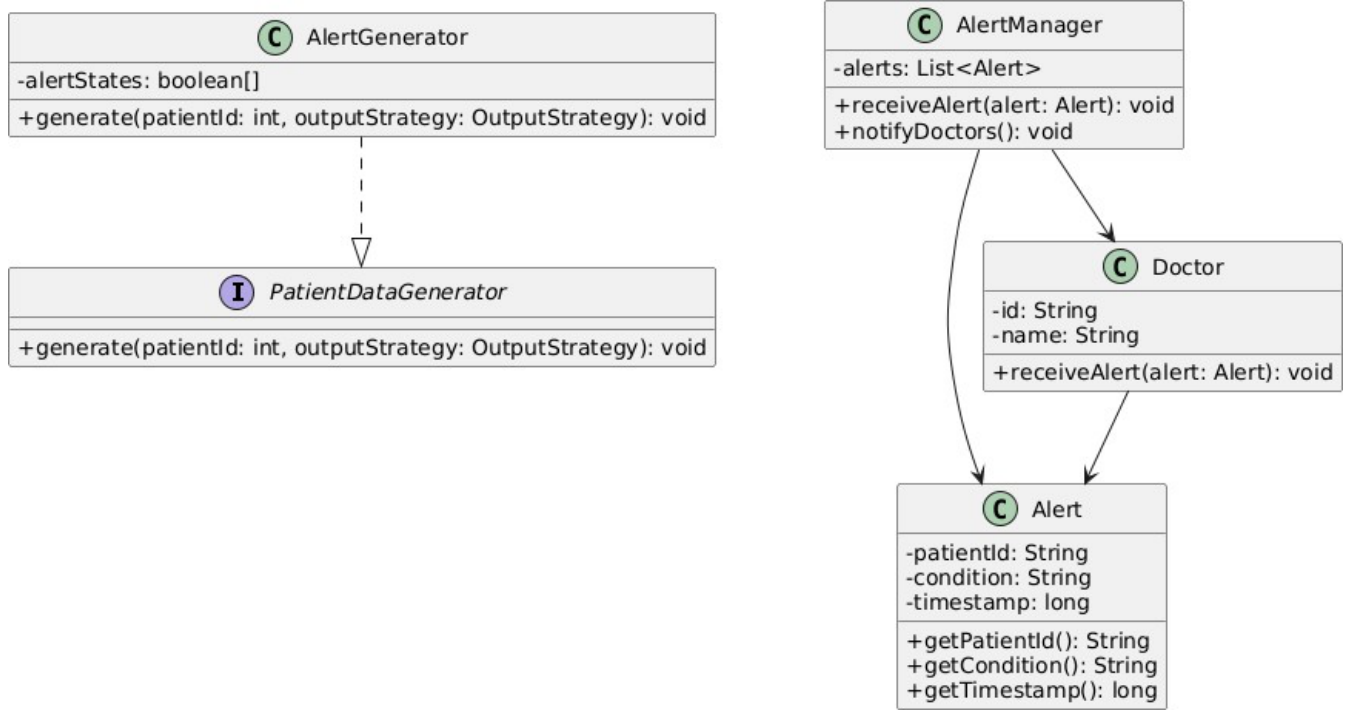 C AlertGenerator
-alertStates: boolean[]
+generate(patientId: int, outputStrategy: OutputStrategy): void
I PatientDataGenerator
+generate(patientId: int, outputStrategy: OutputStrategy): void
C AlertManager
-alerts: List<Alert>
+receiveAlert(alert: Alert): void
+notifyDoctors(): void
C Doctor
-id: String
-name: String
+receiveAlert(alert: Alert): void
C Alert
-patientId: String
-condition: String
-timestamp: long
+getPatientId(): String
+getCondition(): String
+getTimestamp(): long